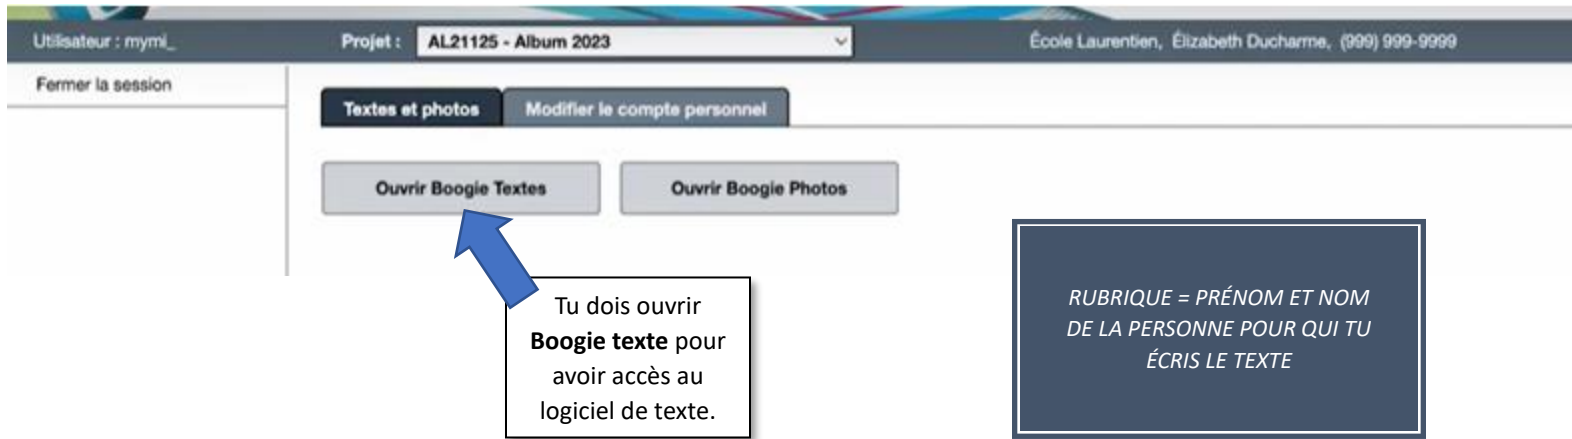 Utilisateur : mymi_
Projet : AL21125 - Album 2023
École Laurentien, Élizabeth Ducharme, (999) 999-9999
Fermer la session
Textes et photos
Modifier le compte personnel
Ouvrir Boogie Textes
Ouvrir Boogie Photos
Tu dois ouvrir
Boogie texte pour
avoir accès au
logiciel de texte.
RUBRIQUE = PRÉNOM ET NOM
DE LA PERSONNE POUR QUI TU
ÉCRIS LE TEXTE